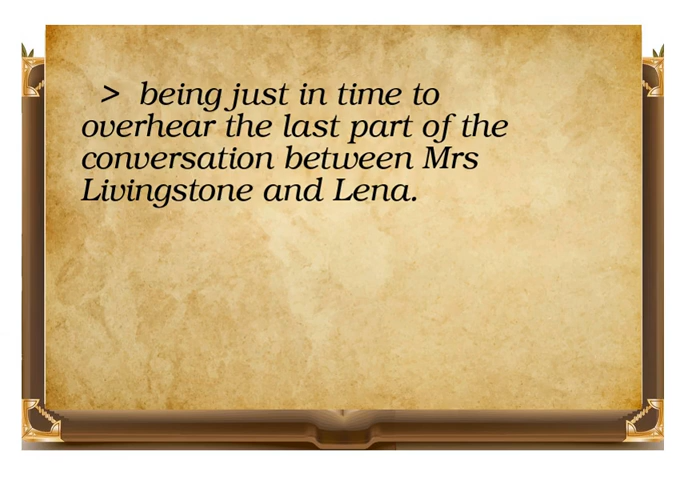 > being just in time to
overhear the last part of the
conversation between Mrs
Livingstone and Lena.